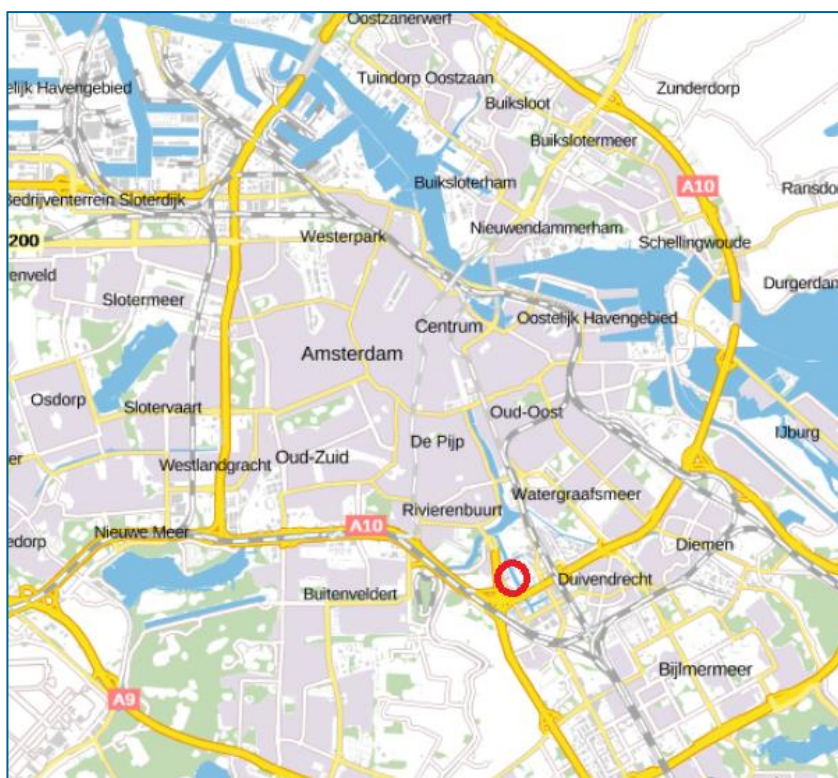 Oostzanerwerf
Tuindorp Oostzaan
elijk Havengebied
Zunderdorp
Buiksloot
Buikslotermeer
Buiksloterham
A10
Ransdo
Bedrijventerrein Sloterdijk
Nieuwendammerham
200
Westerpark
Schellingwoude
enveld
Durgerdam
Slotermeer
Centrum
Oostelijk Havengebied
Amsterdam
Osdorp
Slotervaart
Oud-Oost
IJburg
De Pijp
er
Westlandgracht
Oud-Zuid
Watergraafsmeer
Rivierenbuurt
A10
Nieuwe Meer
edorp
Diemen
Duivendrecht
Buitenveldert
Bijlmermeer
A9